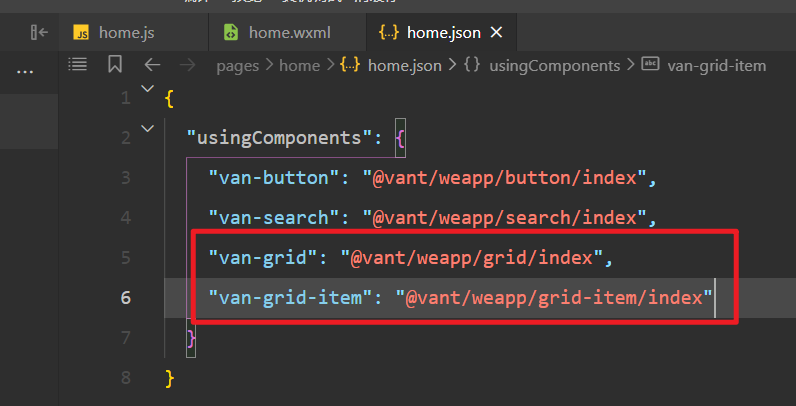 home.js
home.wxml
{..} home.json
pages > home > {..} home.json > {} usingComponents > abc van-grid-item
1 {
2 "usingComponents": {
3 "van-button": "@vant/weapp/button/index",
4 "van-search": "@vant/weapp/search/index",
5 "van-grid": "@vant/weapp/grid/index",
6 "van-grid-item": "@vant/weapp/grid-item/index"
7 }
8 }